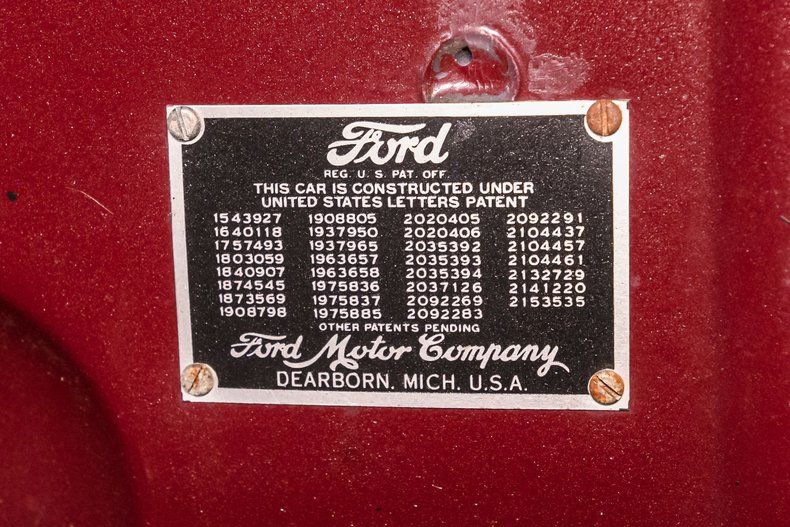 Ford
REG. U. S. PAT. OFF.
THIS CAR IS CONSTRUCTED UNDER
UNITED STATES LETTERS PATENT
1543927 1908805 2020405 2092291
1640118 1937950 2020406 2104437
1757493 1937965 2035392 2104457
1803059 1963657 2035393 2104461
1840907 1963658 2035394 2132729
1874545 1975836 2037126 2141220
1873569 1975837 2092269 2153535
1908798 1975885 2092283
OTHER PATENTS PENDING
Ford Motor Company
DEARBORN, MICH. U.S.A.